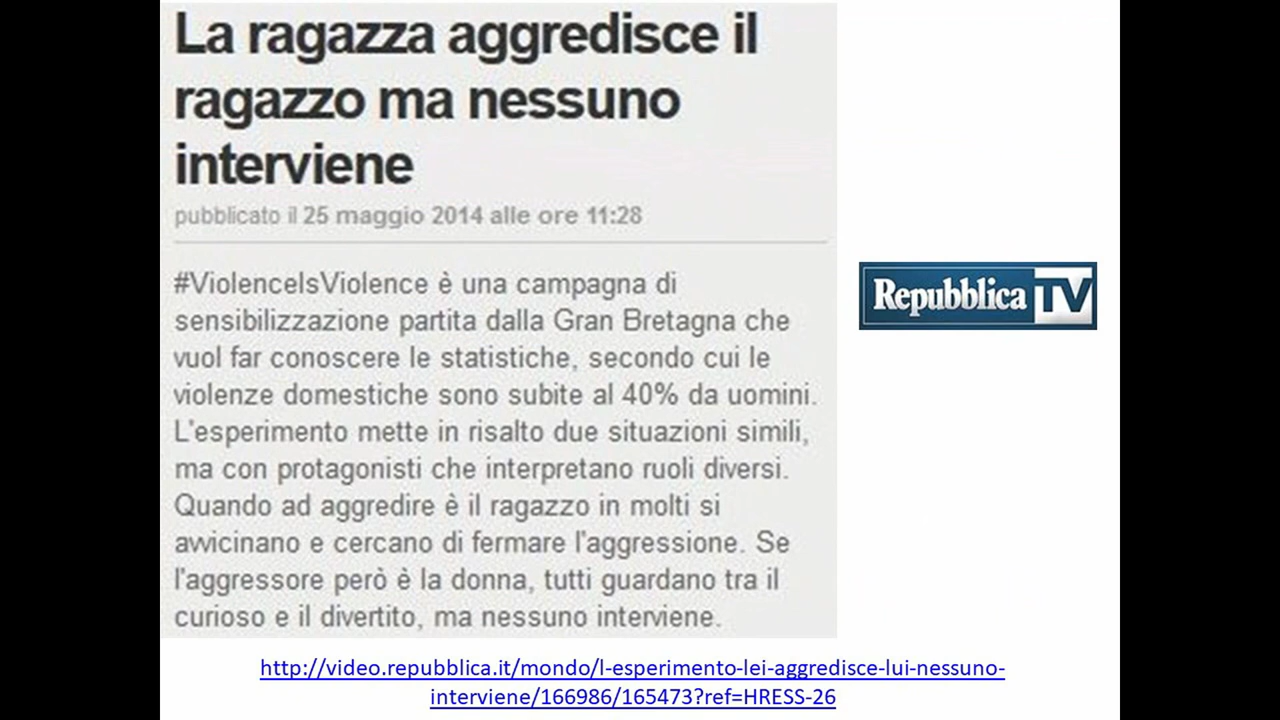 La ragazza aggredisce il
ragazzo ma nessuno
interviene
pubblicato il 25 maggio 2014 alle ore 11:28
#ViolenceIsViolence è una campagna di
sensibilizzazione partita dalla Gran Bretagna che
vuol far conoscere le statistiche, secondo cui le
violenze domestiche sono subite al 40% da uomini.
L'esperimento mette in risalto due situazioni simili,
ma con protagonisti che interpretano ruoli diversi.
Quando ad aggredire è il ragazzo in molti si
avvicinano e cercano di fermare l'aggressione. Se
l'aggressore però è la donna, tutti guardano tra il
curioso e il divertito, ma nessuno interviene.
Repubblica TV
http://video.repubblica.it/mondo/l-esperimento-lei-aggredisce-lui-nessuno-
interviene/166986/165473?ref=HRESS-26